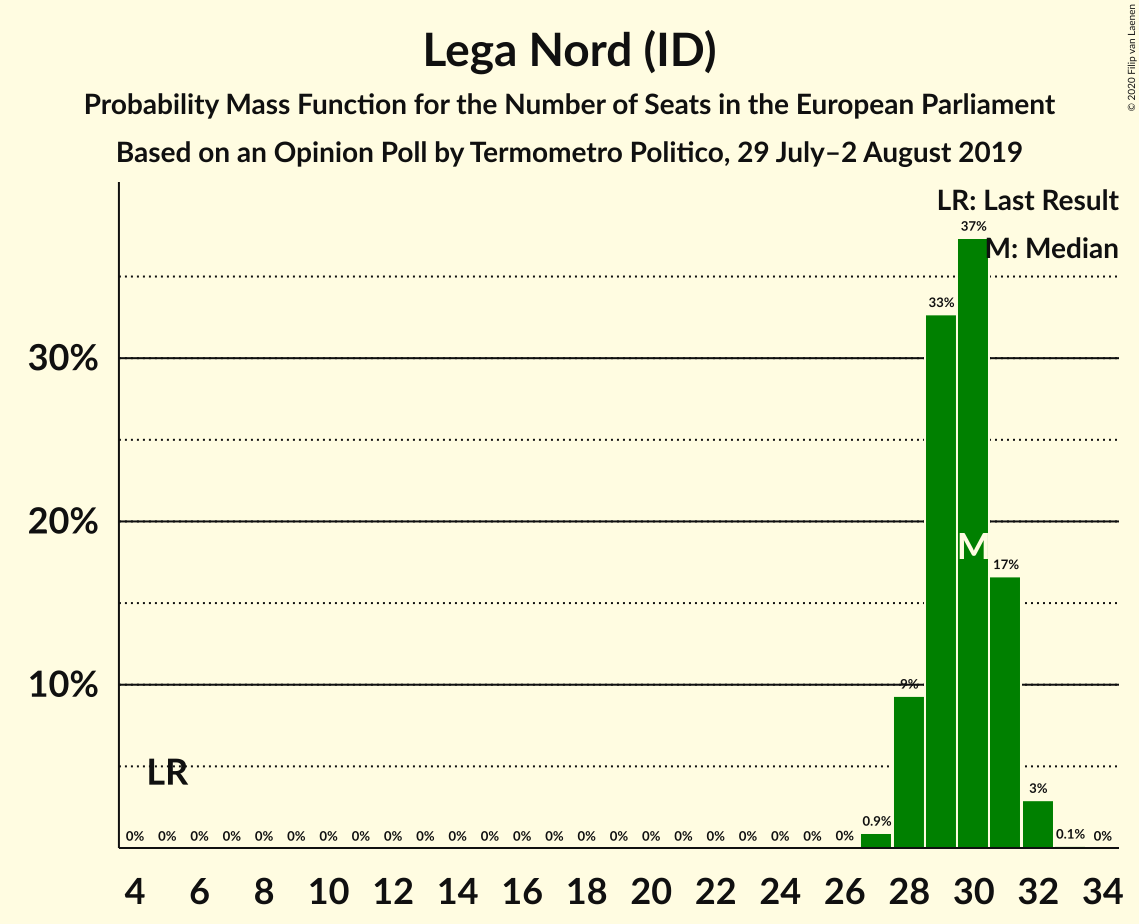 Lega Nord (ID)
Probability Mass Function for the Number of Seats in the European Parliament
Based on an Opinion Poll by Termometro Politico, 29 July–2 August 2019
© 2020 Filip van Laenen
LR: Last Result
M: Median
37%
33%
30%
20%
M
17%
10%
9%
LR
3%
0% 0% 0% 0% 0% 0% 0% 0% 0% 0% 0% 0% 0% 0% 0% 0% 0% 0% 0% 0% 0% 0% 0% 0.9% 0.1% 0%
4 6 8 10 12 14 16 18 20 22 24 26 28 30 32 34